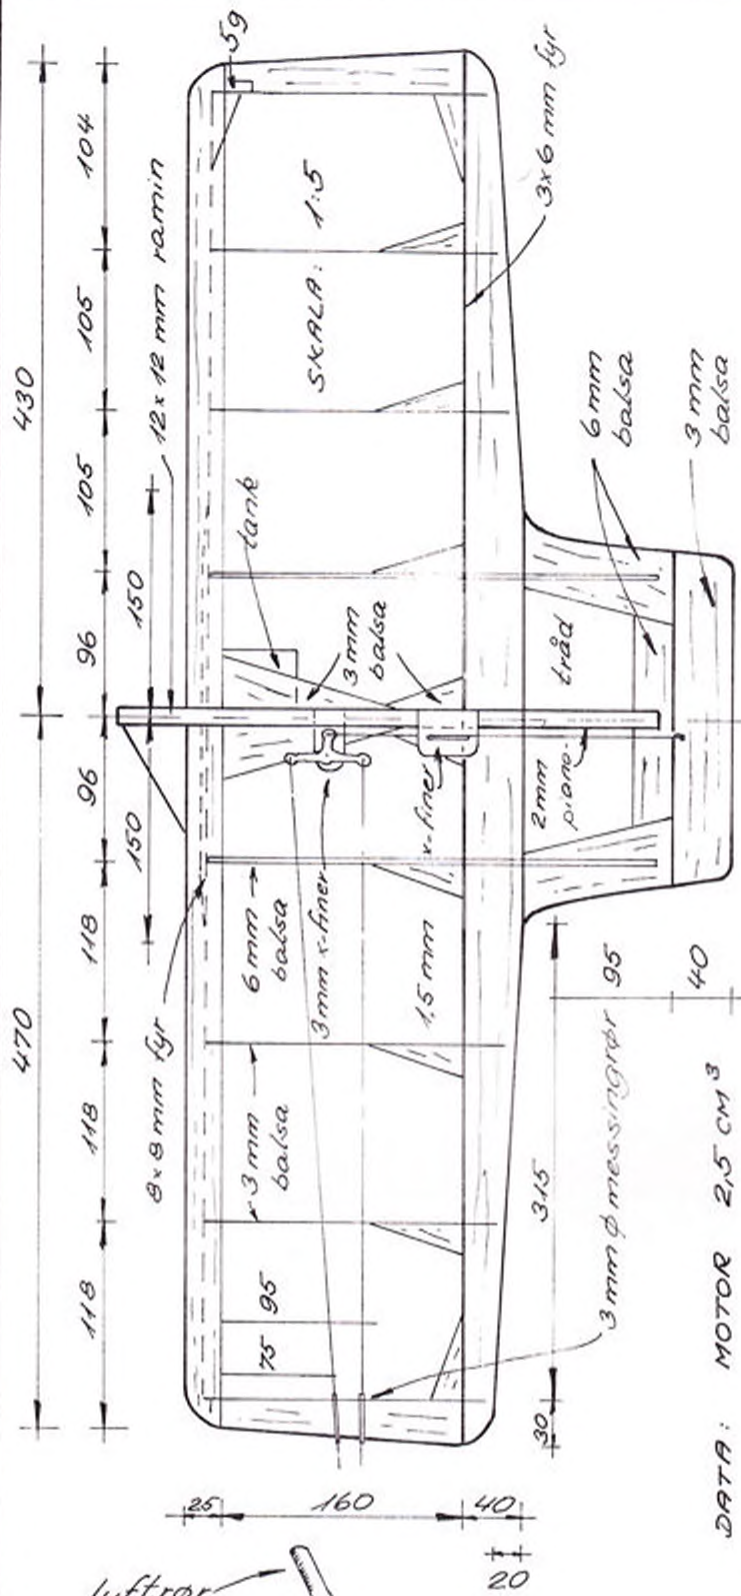 5g
430
470
104
105
105
96
96
118
118
118
12 x 12 mm ramin
150
150
SKALA: 1:5
3x6 mm fyr
tank
3 mm
balsa
6 mm
balsa
3 mm
balsa
tråd
2 mm
piano-
x-finer
3 mm x-finer
6 mm
balsa
1,5 mm
8x8 mm fyr
3 mm
balsa
95
75
95
40
315
30
3 mm ϕ messingrør
25
160
40
20
luftrør
DATA: MOTOR 2,5 CM³